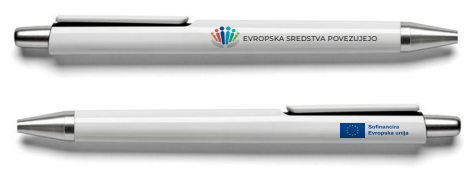 EVROPSKA SREDSTVA POVEZUJEJO
Sofinancira
Evropska unija